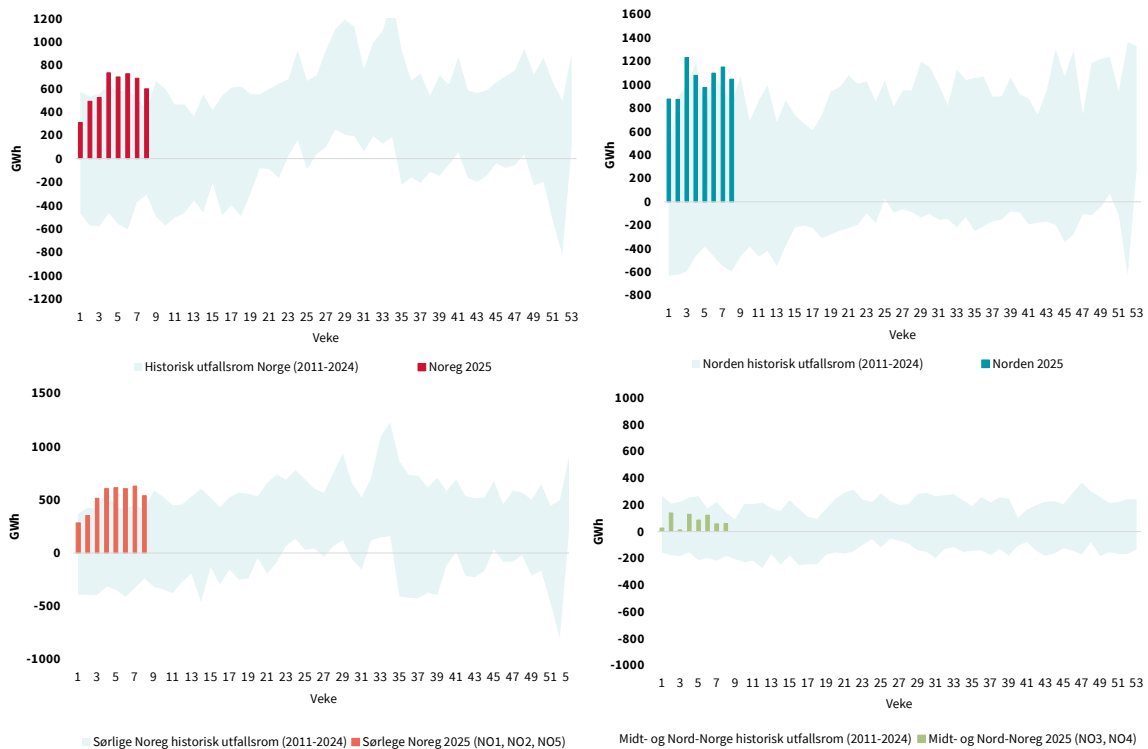 1200
1000
800
600
400
200
0
-200
-400
-600
-800
-1000
-1200
GWh
1 3 5 7 9 11 13 15 17 19 21 23 25 27 29 31 33 35 37 39 41 43 45 47 49 51 53
Veke
Historisk utfallsrom Norge (2011-2024) Noreg 2025
1600
1400
1200
1000
800
600
400
200
0
-200
-400
-600
-800
GWh
1 3 5 7 9 11 13 15 17 19 21 23 25 27 29 31 33 35 37 39 41 43 45 47 49 51 53
Veke
Norden historisk utfallsrom (2011-2024) Norden 2025
1500
1000
500
0
-500
-1000
GWh
1 3 5 7 9 11 13 15 17 19 21 23 25 27 29 31 33 35 37 39 41 43 45 47 49 51 5
Veke
Sørlige Noreg historisk utfallsrom (2011-2024) Sørlege Noreg 2025 (NO1, NO2, NO5)
1000
800
600
400
200
0
-200
-400
-600
-800
-1000
GWh
1 3 5 7 9 11 13 15 17 19 21 23 25 27 29 31 33 35 37 39 41 43 45 47 49 51 53
Veke
Midt- og Nord-Norge historisk utfallsrom (2011-2024) Midt- og Nord-Noreg 2025 (NO3, NO4)